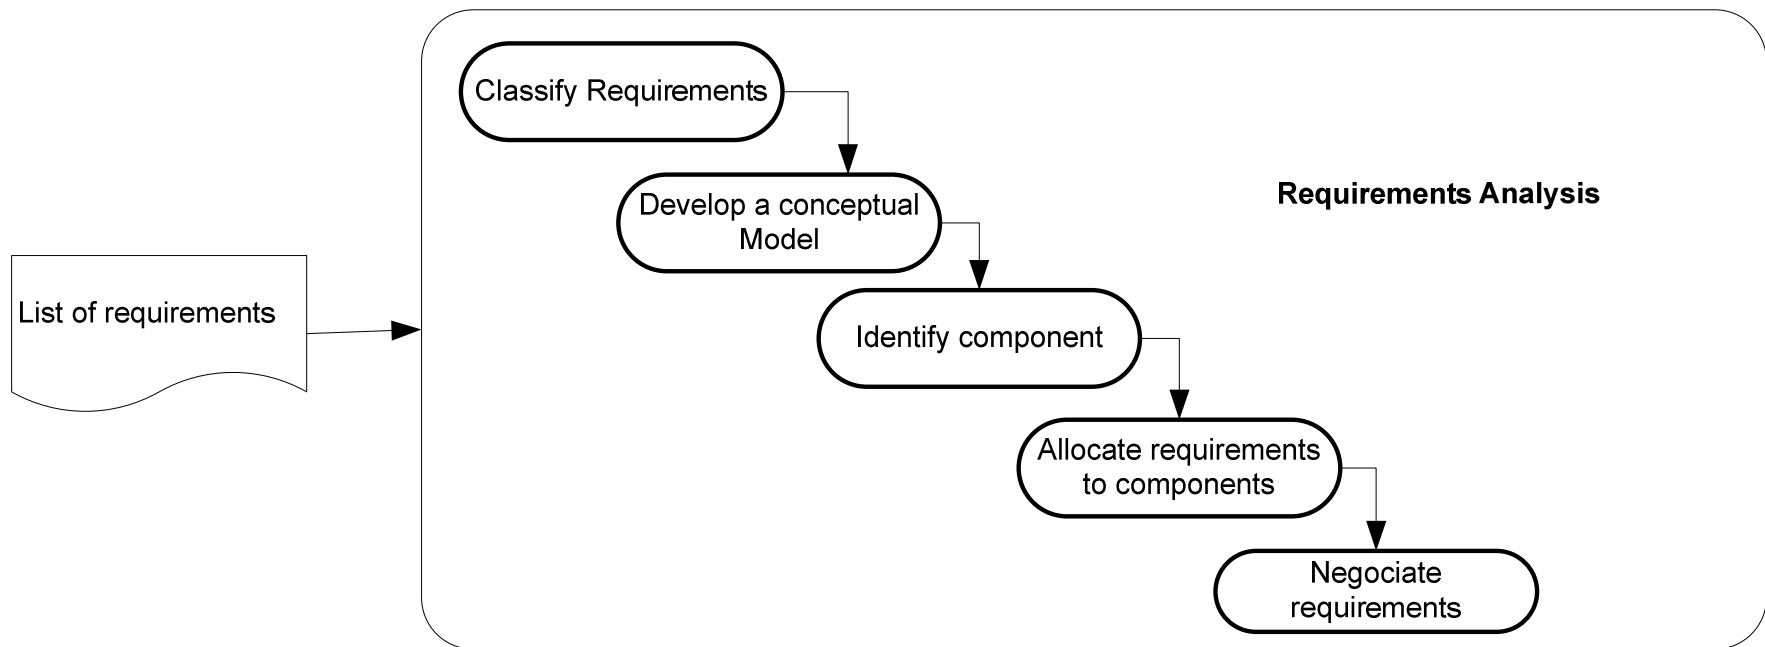 Classify Requirements
Develop a conceptual
Model
Requirements Analysis
List of requirements
Identify component
Allocate requirements
to components
Negociate
requirements